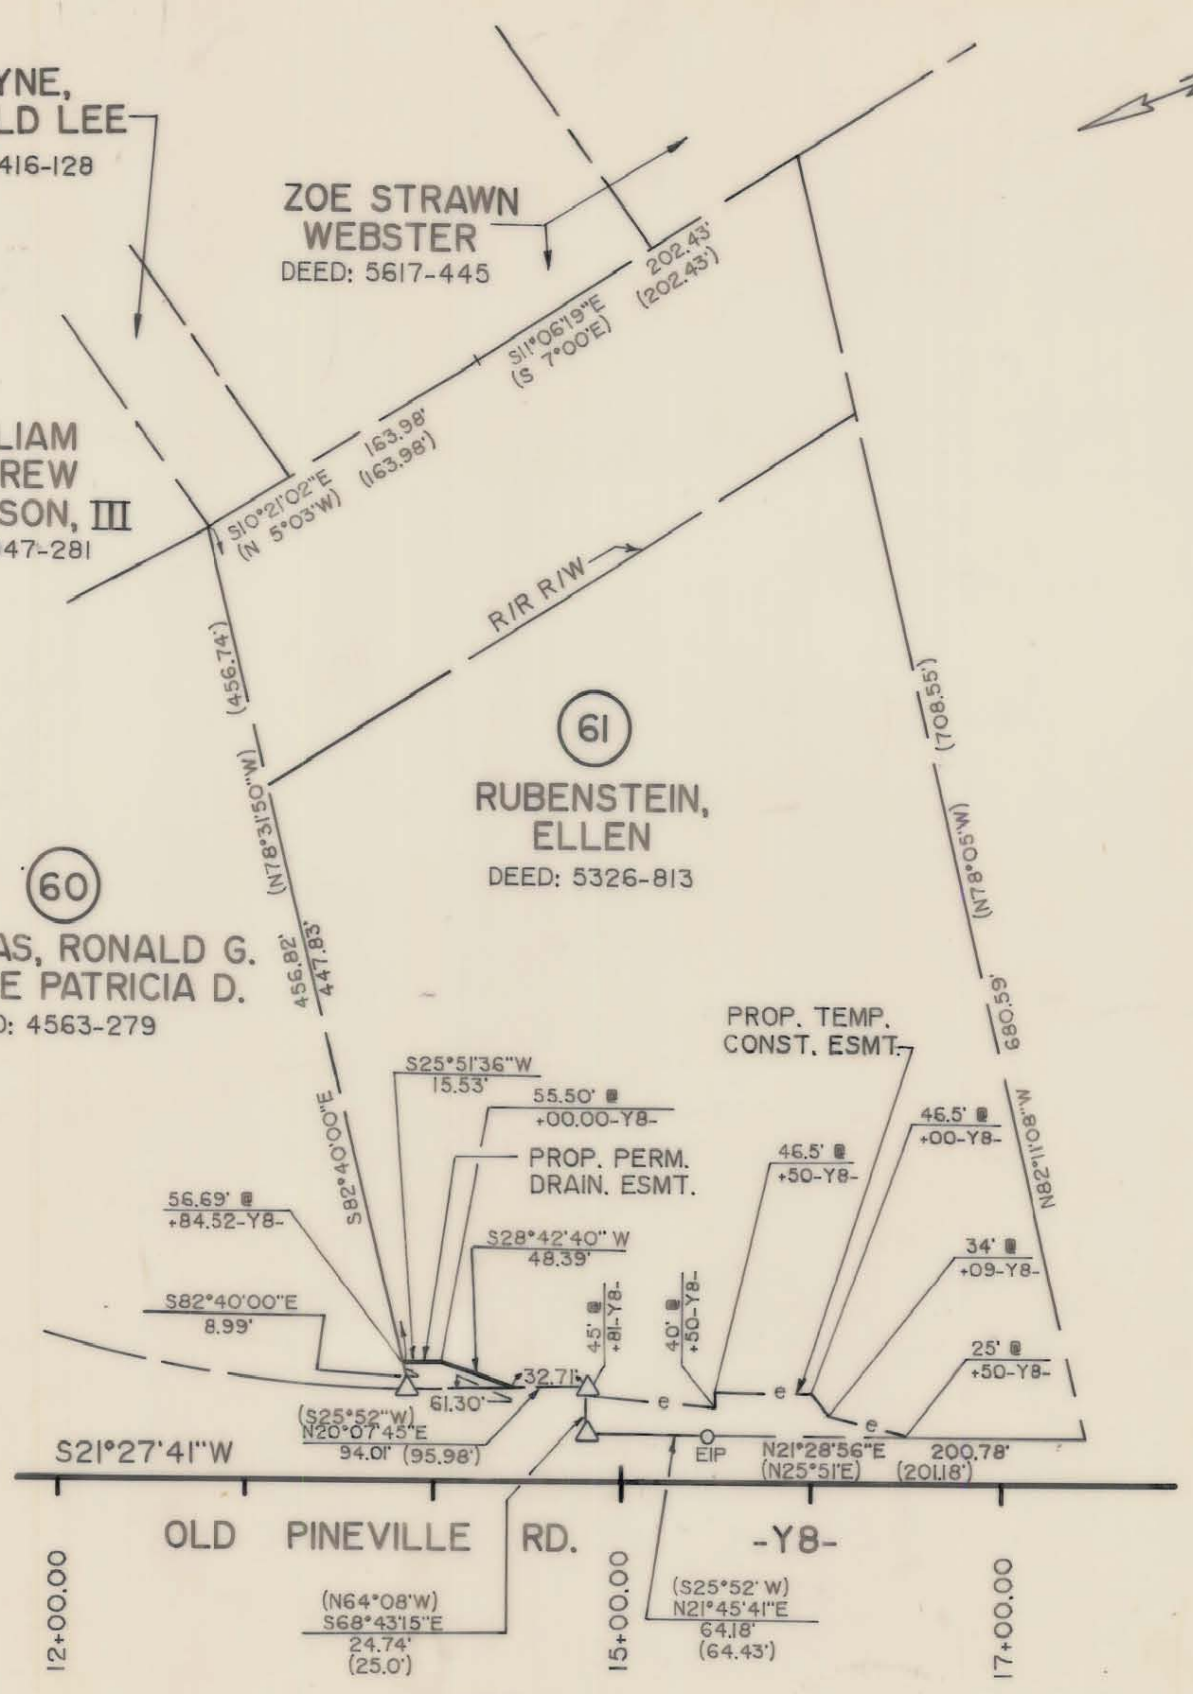 YNE,
LD LEE
416-128
ZOE STRAWN
WEBSTER
DEED: 5617-445
202.43'
(202.43')
S11°06'19"E
(S 7°00'E)
163.98'
(163.98')
S10°21'02"E
(N 5°03'W)
LIAM
REW
SON, III
47-281
R/R R/W
(456.74')
(N78°31'50"W)
(708.55')
(N78°05'W)
61
RUBENSTEIN,
ELLEN
DEED: 5326-813
60
AS, RONALD G.
E PATRICIA D.
D: 4563-279
456.82'
447.83'
S82°40'00"E
680.59'
N82°11'08"W
PROP. TEMP.
CONST. ESMT.
S25°51'36"W
15.53'
55.50' @
+00.00-Y8-
PROP. PERM.
DRAIN. ESMT.
46.5' @
+50-Y8-
46.5' @
+00-Y8-
56.69' @
+84.52-Y8-
S28°42'40" W
48.39'
34' @
+09-Y8-
S82°40'00"E
8.99'
45' @
+81-Y8-
40' @
+50-Y8-
25' @
+50-Y8-
32.71'
61.30'
e
e
e
(S25°52"W)
N20°07'45"E
94.01' (95.98')
EIP
N21°28'56"E
(N25°51'E)
200.78'
(201.18')
S21°27'41"W
OLD PINEVILLE RD. -Y8-
12+00.00
15+00.00
17+00.00
(N64°08'W)
S68°43'15"E
24.74'
(25.0')
(S25°52' W)
N21°45'41"E
64.18'
(64.43')